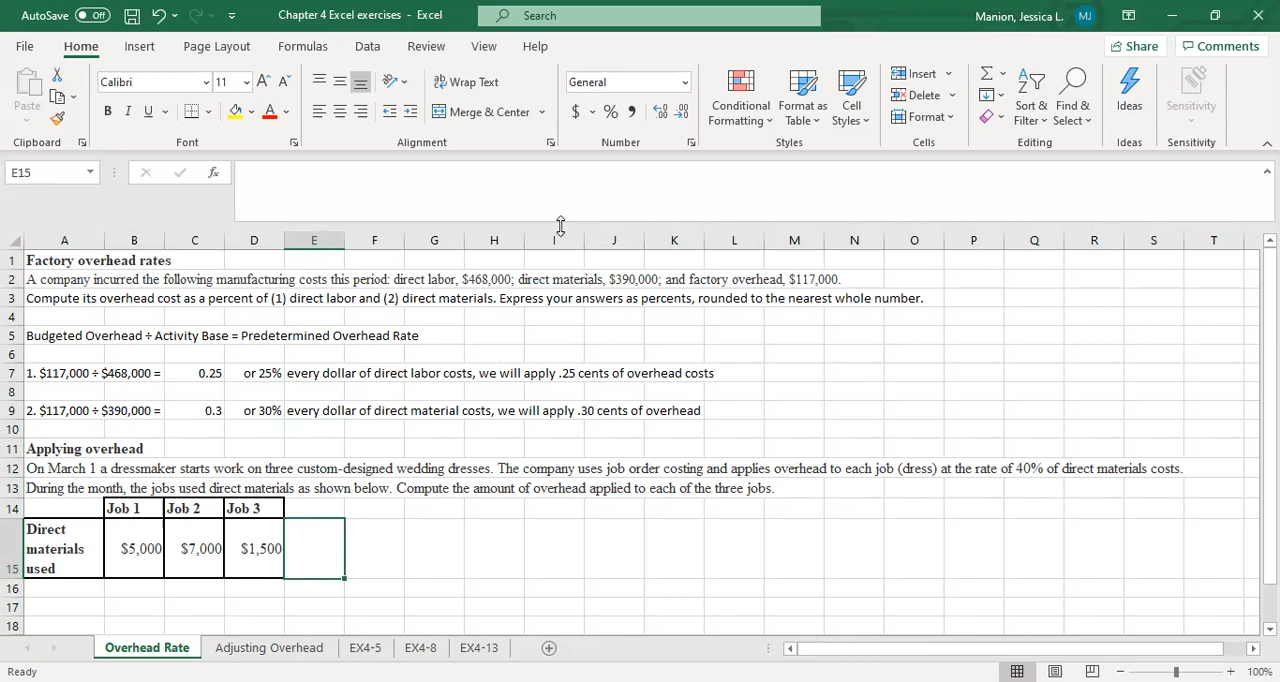 AutoSave Off Chapter 4 Excel exercises - Excel Search Manion, Jessica L. MJ
File Home Insert Page Layout Formulas Data Review View Help Share Comments
Paste Calibri 11 A A Wrap Text General Insert
B I U A Merge & Center $ % 9 Conditional Formatting Format as Table Cell Styles Delete Sort & Filter Find & Select Ideas Sensitivity
Format
Clipboard Font Alignment Number Styles Cells Editing Ideas Sensitivity
E15 fx
A B C D E F G H I J K L M N O P Q R S T
1 Factory overhead rates
2 A company incurred the following manufacturing costs this period: direct labor, $468,000; direct materials, $390,000; and factory overhead, $117,000.
3 Compute its overhead cost as a percent of (1) direct labor and (2) direct materials. Express your answers as percents, rounded to the nearest whole number.
4
5 Budgeted Overhead ÷ Activity Base = Predetermined Overhead Rate
6
7 1. $117,000 ÷ $468,000 = 0.25 or 25% every dollar of direct labor costs, we will apply .25 cents of overhead costs
8
9 2. $117,000 ÷ $390,000 = 0.3 or 30% every dollar of direct material costs, we will apply .30 cents of overhead
10
11 Applying overhead
12 On March 1 a dressmaker starts work on three custom-designed wedding dresses. The company uses job order costing and applies overhead to each job (dress) at the rate of 40% of direct materials costs.
13 During the month, the jobs used direct materials as shown below. Compute the amount of overhead applied to each of the three jobs.
14 Job 1 Job 2 Job 3
15 Direct materials used $5,000 $7,000 $1,500
16
17
18
Overhead Rate Adjusting Overhead EX4-5 EX4-8 EX4-13
Ready 100%